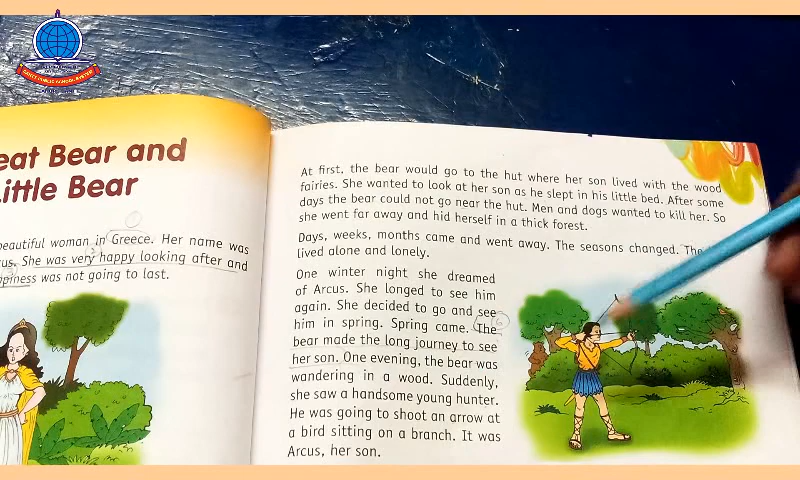 eat Bear and
Little Bear
beautiful woman in Greece. Her name was
us. She was very happy looking after and
piness was not going to last.
At first, the bear would go to the hut where her son lived with the wood
fairies. She wanted to look at her son as he slept in his little bed. After some
days the bear could not go near the hut. Men and dogs wanted to kill her. So
she went far away and hid herself in a thick forest.
Days, weeks, months came and went away. The seasons changed. The
lived alone and lonely.
One winter night she dreamed
of Arcus. She longed to see him
again. She decided to go and see
him in spring. Spring came. The
bear made the long journey to see
her son. One evening, the bear was
wandering in a wood. Suddenly,
she saw a handsome young hunter.
He was going to shoot an arrow at
a bird sitting on a branch. It was
Arcus, her son.